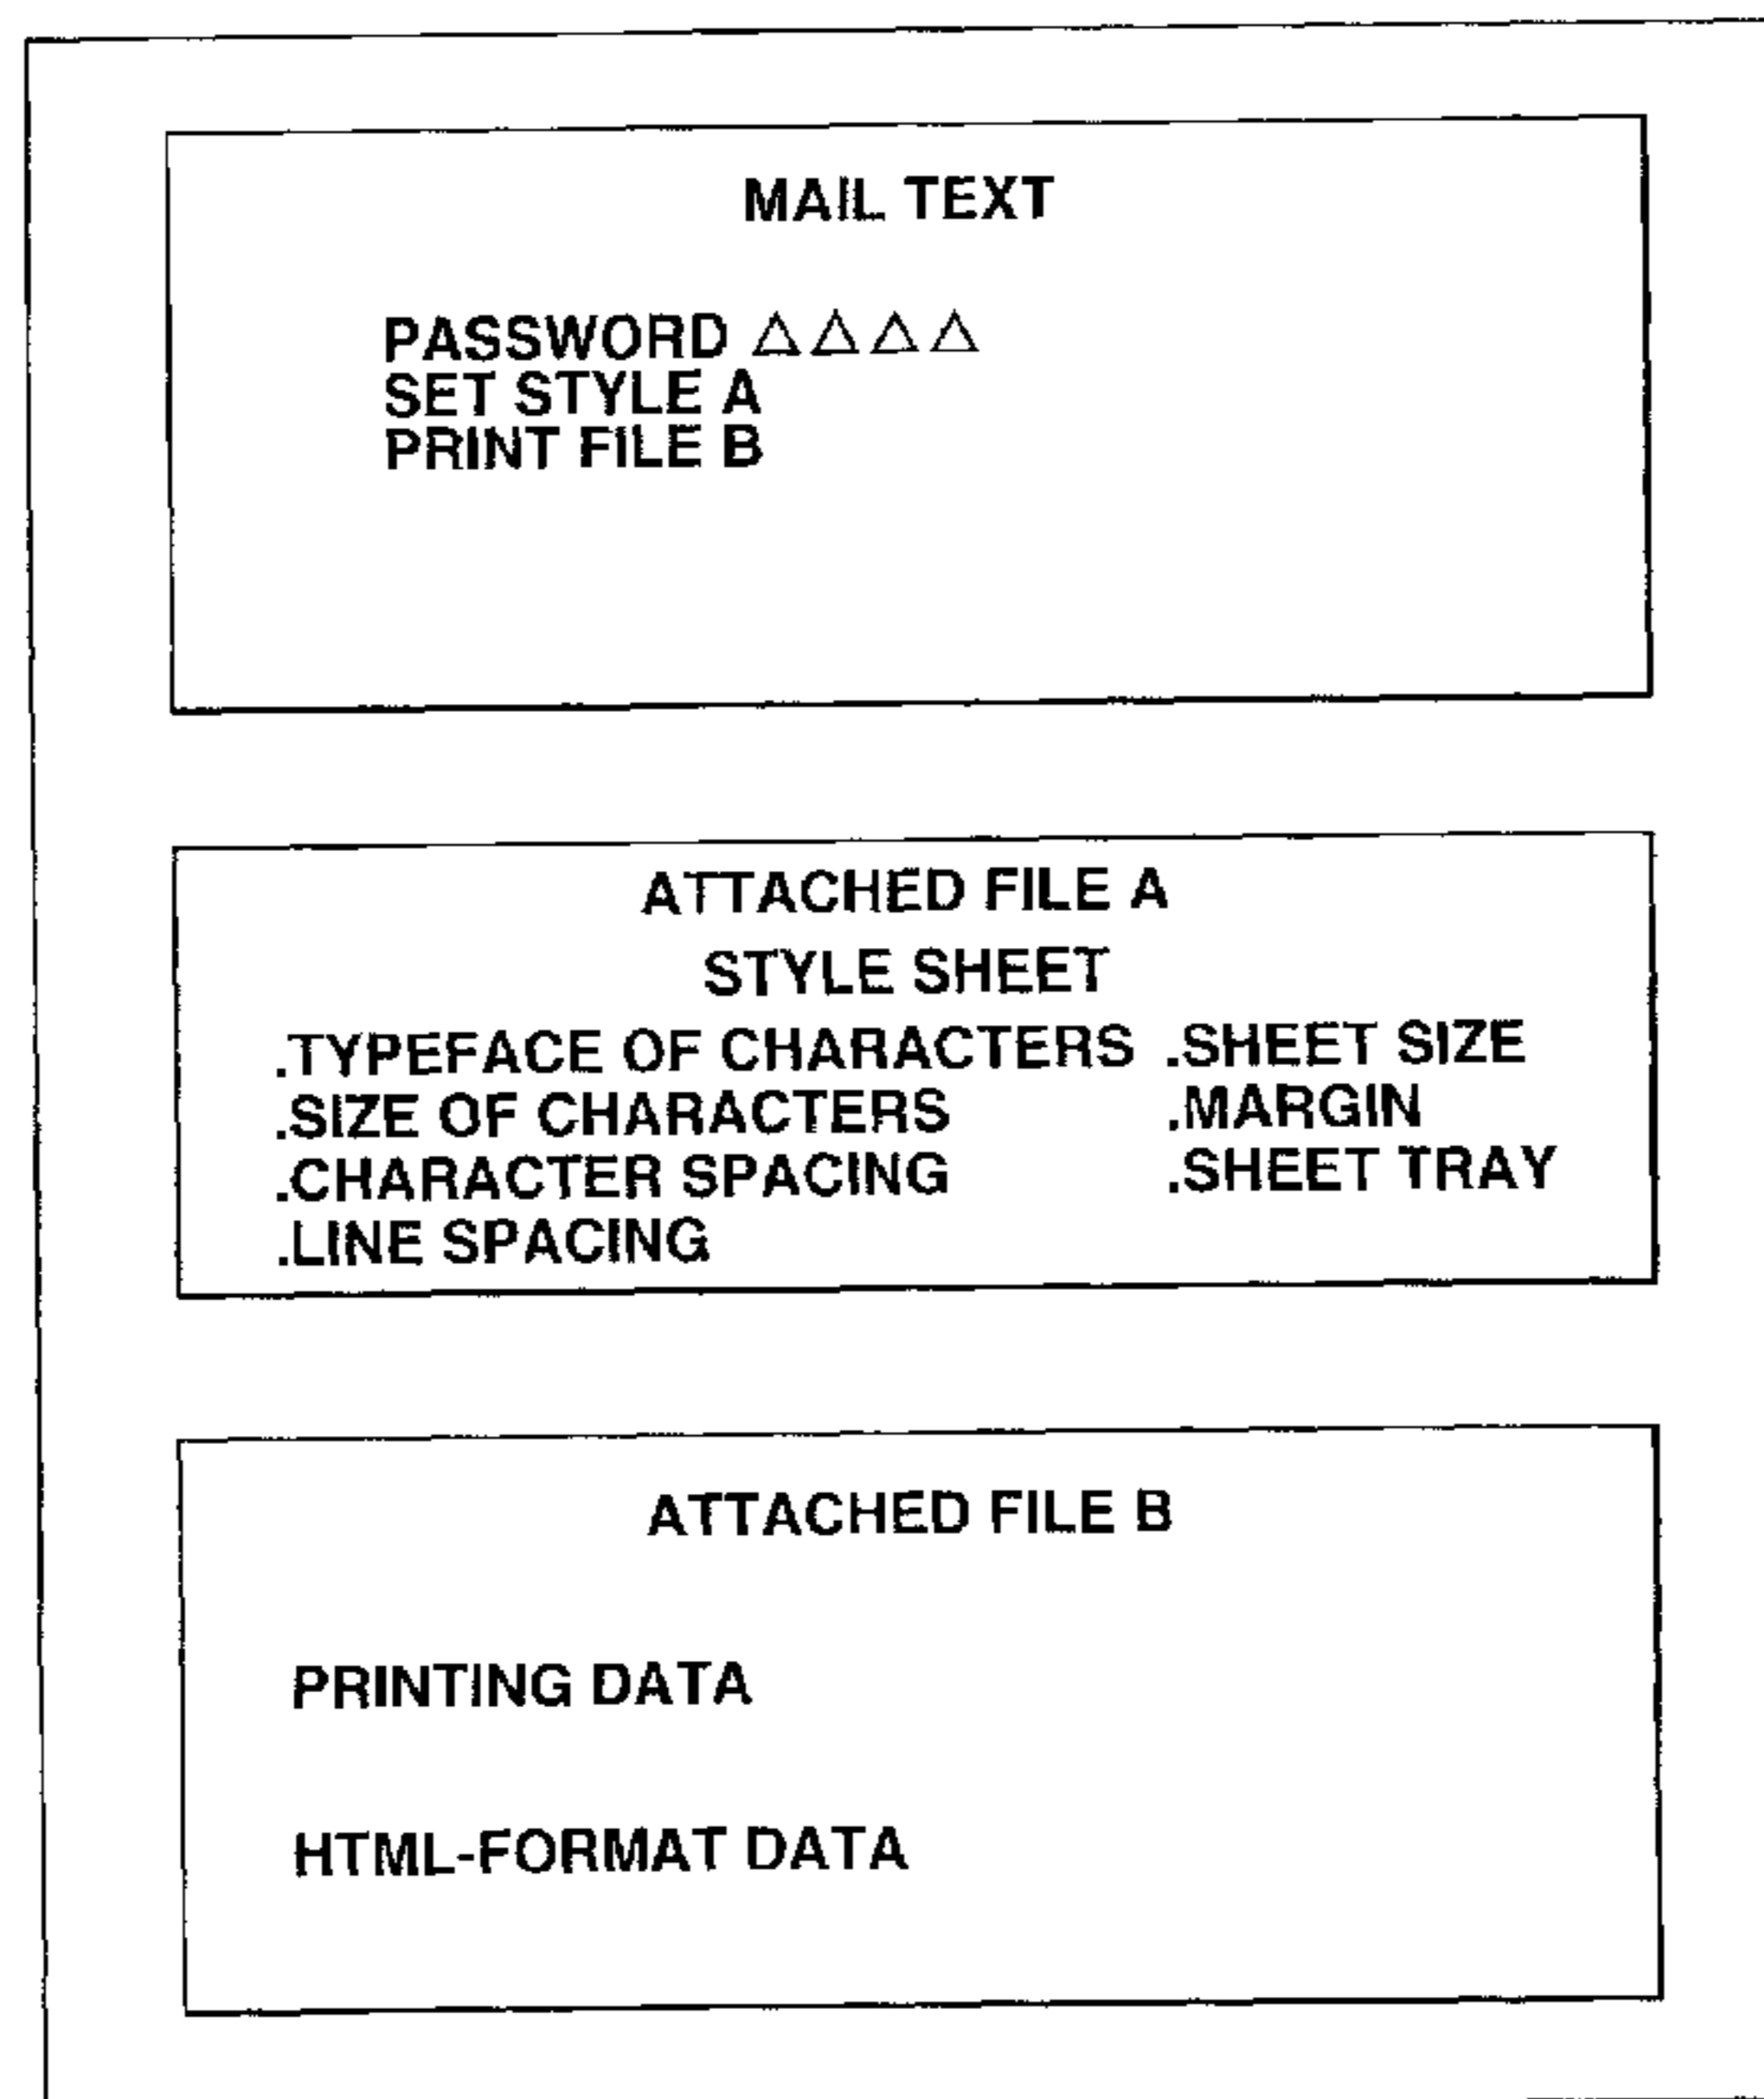 MAIL TEXT
PASSWORD △△△△
SET STYLE A
PRINT FILE B
ATTACHED FILE A
STYLE SHEET
.TYPEFACE OF CHARACTERS .SHEET SIZE
.SIZE OF CHARACTERS .MARGIN
.CHARACTER SPACING .SHEET TRAY
.LINE SPACING
ATTACHED FILE B
PRINTING DATA
HTML-FORMAT DATA